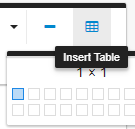 Insert Table
1 × 1